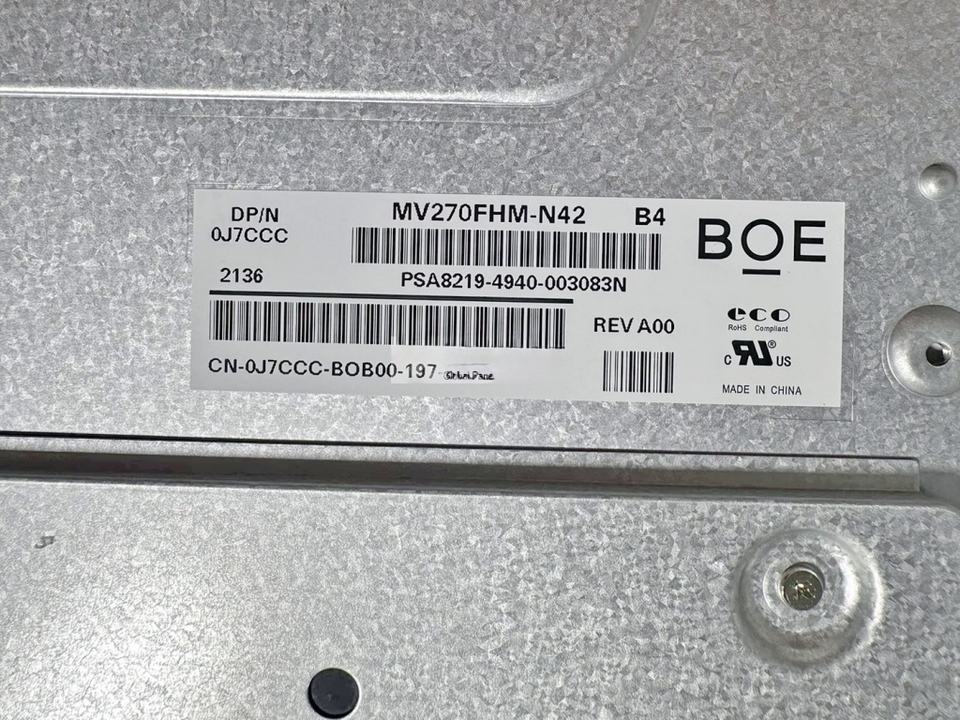 DP/N
0J7CCC
MV270FHM-N42 B4
BOE
2136
PSA8219-4940-003083N
REV A00
CN-0J7CCC-BOB00-197-
eco
RoHS Compliant
c RU ® US
MADE IN CHINA